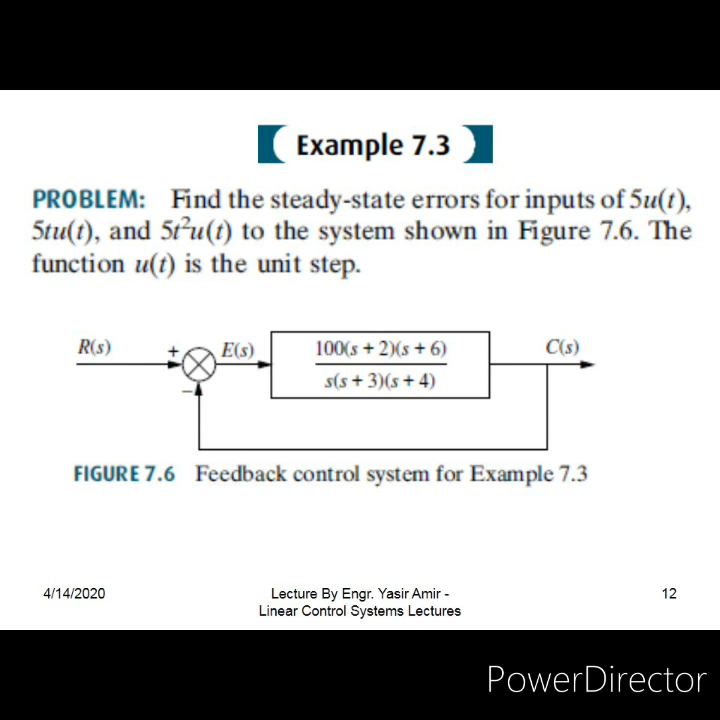 Example 7.3
PROBLEM: Find the steady-state errors for inputs of 5u(t),
5tu(t), and 5t²u(t) to the system shown in Figure 7.6. The
function u(t) is the unit step.
R(s)
+
E(s)
100(s + 2)(s + 6)
s(s + 3)(s + 4)
C(s)
−
FIGURE 7.6 Feedback control system for Example 7.3
4/14/2020
Lecture By Engr. Yasir Amir -
Linear Control Systems Lectures
12
PowerDirector